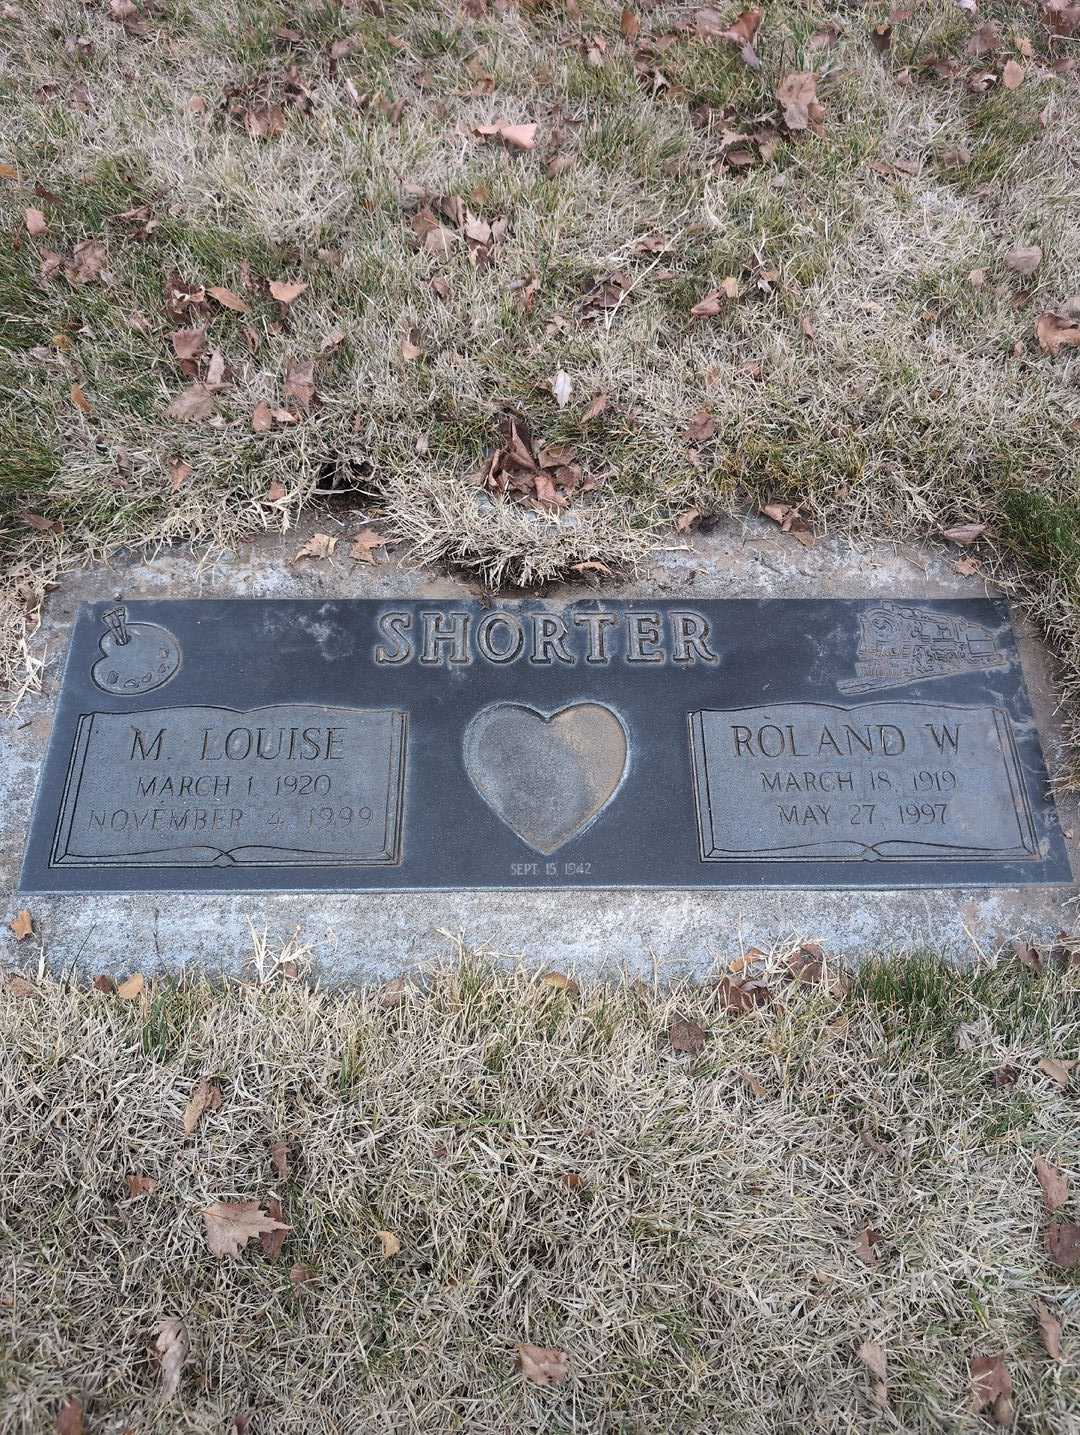 SHORTER
M. LOUISE
MARCH 1, 1920
NOVEMBER 4, 1999
ROLAND W.
MARCH 18, 1919
MAY 27, 1997
SEPT. 15, 1942